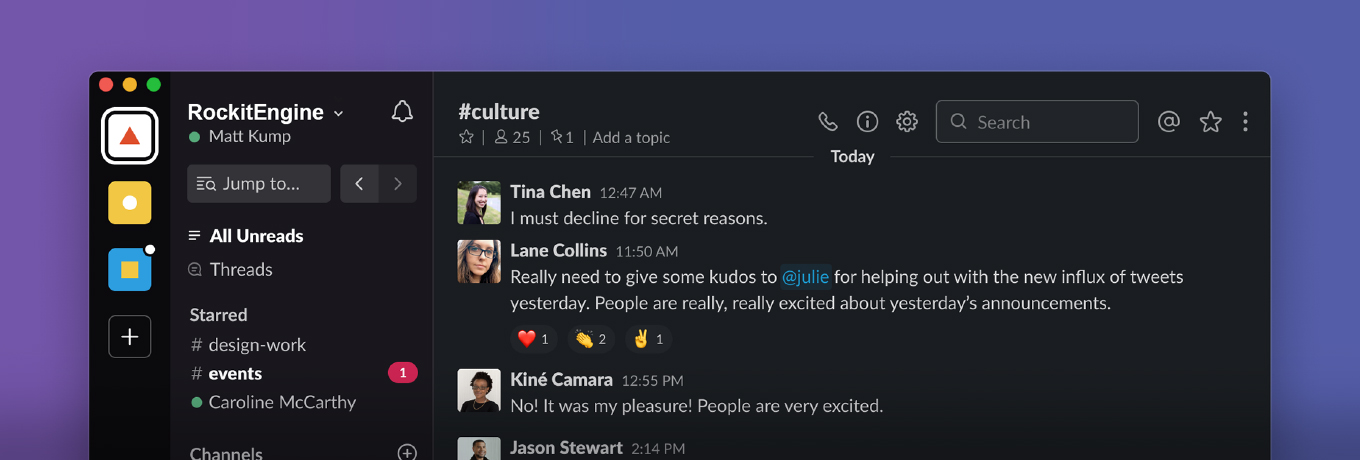 RockitEngine
Matt Kump
Jump to...
All Unreads
Threads
Starred
# design-work
# events 1
Caroline McCarthy
Channels
#culture
25 | 1 | Add a topic
Search
Today
Tina Chen 12:47 AM
I must decline for secret reasons.
Lane Collins 11:50 AM
Really need to give some kudos to @julie for helping out with the new influx of tweets
yesterday. People are really, really excited about yesterday’s announcements.
1 2 1
Kiné Camara 12:55 PM
No! It was my pleasure! People are very excited.
Jason Stewart 2:14 PM